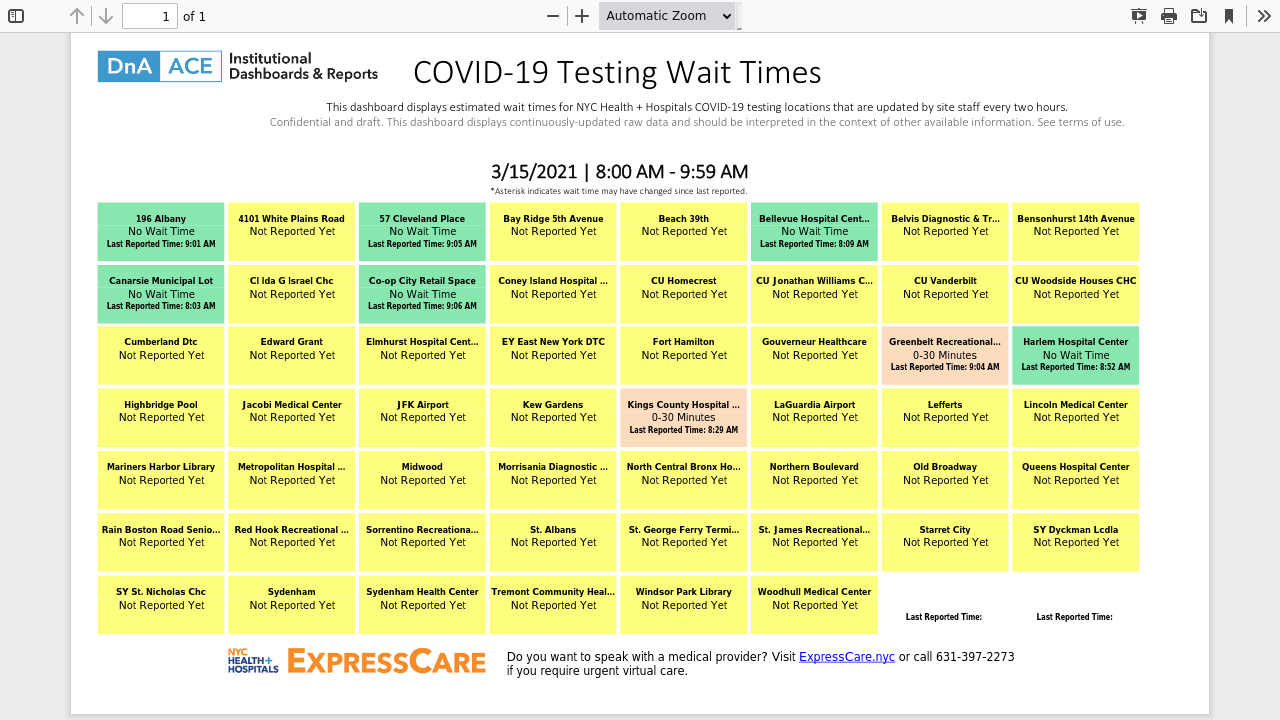 1 of 1
Automatic Zoom
DnA ACE Institutional
Dashboards & Reports
COVID-19 Testing Wait Times
This dashboard displays estimated wait times for NYC Health + Hospitals COVID-19 testing locations that are updated by site staff every two hours.
Confidential and draft. This dashboard displays continuously-updated raw data and should be interpreted in the context of other available information. See terms of use.
3/15/2021 | 8:00 AM - 9:59 AM
*Asterisk indicates wait time may have changed since last reported.
196 Albany
No Wait Time
Last Reported Time: 9:01 AM
4101 White Plains Road
Not Reported Yet
57 Cleveland Place
No Wait Time
Last Reported Time: 9:05 AM
Bay Ridge 5th Avenue
Not Reported Yet
Beach 39th
Not Reported Yet
Bellevue Hospital Cent...
No Wait Time
Last Reported Time: 8:09 AM
Belvis Diagnostic & Tr...
Not Reported Yet
Bensonhurst 14th Avenue
Not Reported Yet
Canarsie Municipal Lot
No Wait Time
Last Reported Time: 8:03 AM
CI Ida G Israel Chc
Not Reported Yet
Co-op City Retail Space
No Wait Time
Last Reported Time: 9:06 AM
Coney Island Hospital ...
Not Reported Yet
CU Homecrest
Not Reported Yet
CU Jonathan Williams C...
Not Reported Yet
CU Vanderbilt
Not Reported Yet
CU Woodside Houses CHC
Not Reported Yet
Cumberland Dtc
Not Reported Yet
Edward Grant
Not Reported Yet
Elmhurst Hospital Cent...
Not Reported Yet
EY East New York DTC
Not Reported Yet
Fort Hamilton
Not Reported Yet
Gouverneur Healthcare
Not Reported Yet
Greenbelt Recreational...
0-30 Minutes
Last Reported Time: 9:04 AM
Harlem Hospital Center
No Wait Time
Last Reported Time: 8:52 AM
Highbridge Pool
Not Reported Yet
Jacobi Medical Center
Not Reported Yet
JFK Airport
Not Reported Yet
Kew Gardens
Not Reported Yet
Kings County Hospital ...
0-30 Minutes
Last Reported Time: 8:29 AM
LaGuardia Airport
Not Reported Yet
Lefferts
Not Reported Yet
Lincoln Medical Center
Not Reported Yet
Mariners Harbor Library
Not Reported Yet
Metropolitan Hospital ...
Not Reported Yet
Midwood
Not Reported Yet
Morrisania Diagnostic ...
Not Reported Yet
North Central Bronx Ho...
Not Reported Yet
Northern Boulevard
Not Reported Yet
Old Broadway
Not Reported Yet
Queens Hospital Center
Not Reported Yet
Rain Boston Road Senio...
Not Reported Yet
Red Hook Recreational ...
Not Reported Yet
Sorrentino Recreationa...
Not Reported Yet
St. Albans
Not Reported Yet
St. George Ferry Termi...
Not Reported Yet
St. James Recreational...
Not Reported Yet
Starret City
Not Reported Yet
SY Dyckman Lcdla
Not Reported Yet
SY St. Nicholas Chc
Not Reported Yet
Sydenham
Not Reported Yet
Sydenham Health Center
Not Reported Yet
Tremont Community Heal...
Not Reported Yet
Windsor Park Library
Not Reported Yet
Woodhull Medical Center
Not Reported Yet
Last Reported Time:
Last Reported Time:
NYC
HEALTH+
HOSPITALS
EXPRESSCARE
Do you want to speak with a medical provider? Visit ExpressCare.nyc or call 631-397-2273
if you require urgent virtual care.